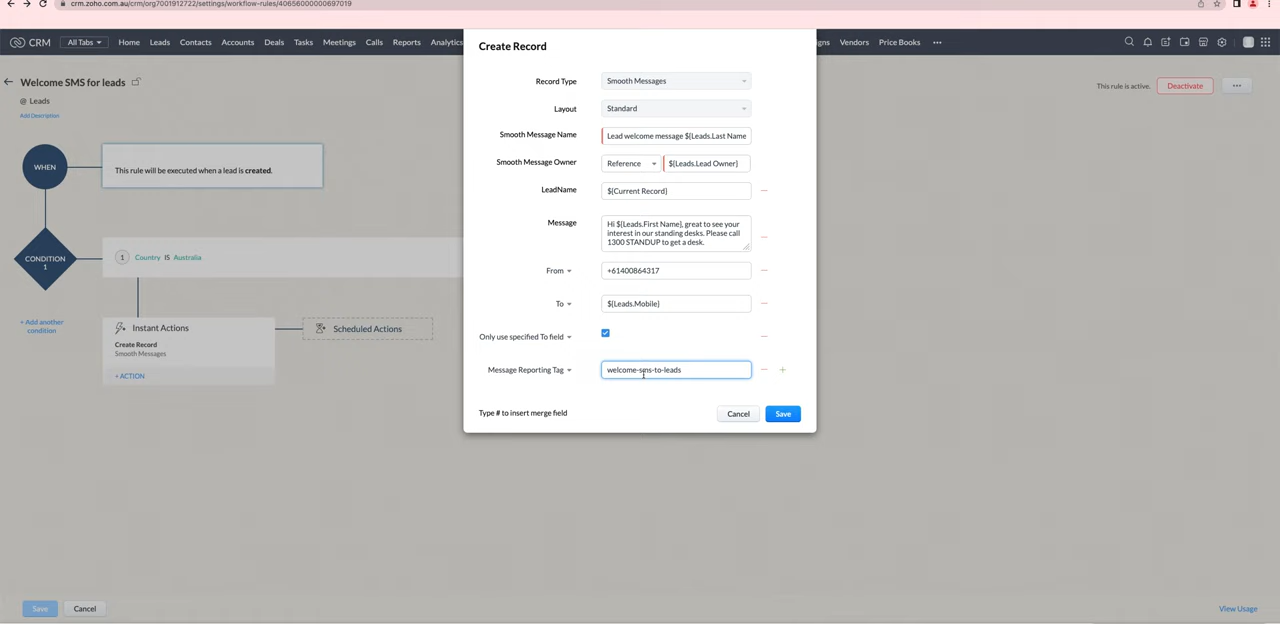 crm.zoho.com.au/crm/org7001912722/settings/workflow-rules/40656000000697019
CRM All Tabs Home Leads Contacts Accounts Deals Tasks Meetings Calls Reports Analytics igns Vendors Price Books
Welcome SMS for leads
@ Leads
Add Description
This rule is active. Deactivate
WHEN
This rule will be executed when a lead is created.
CONDITION
1
1 Country IS Australia
+ Add another
condition
Instant Actions
Create Record
Smooth Messages
+ ACTION
Scheduled Actions
Create Record
Record Type Smooth Messages
Layout Standard
Smooth Message Name Lead welcome message ${Leads.Last Name
Smooth Message Owner Reference ${Leads.Lead Owner}
LeadName ${Current Record}
Message Hi ${Leads.First Name}, great to see your
interest in our standing desks. Please call
1300 STANDUP to get a desk.
From +61400864317
To ${Leads.Mobile}
Only use specified To field
Message Reporting Tag welcome-sms-to-leads
Type # to insert merge field Cancel Save
Save Cancel View Usage